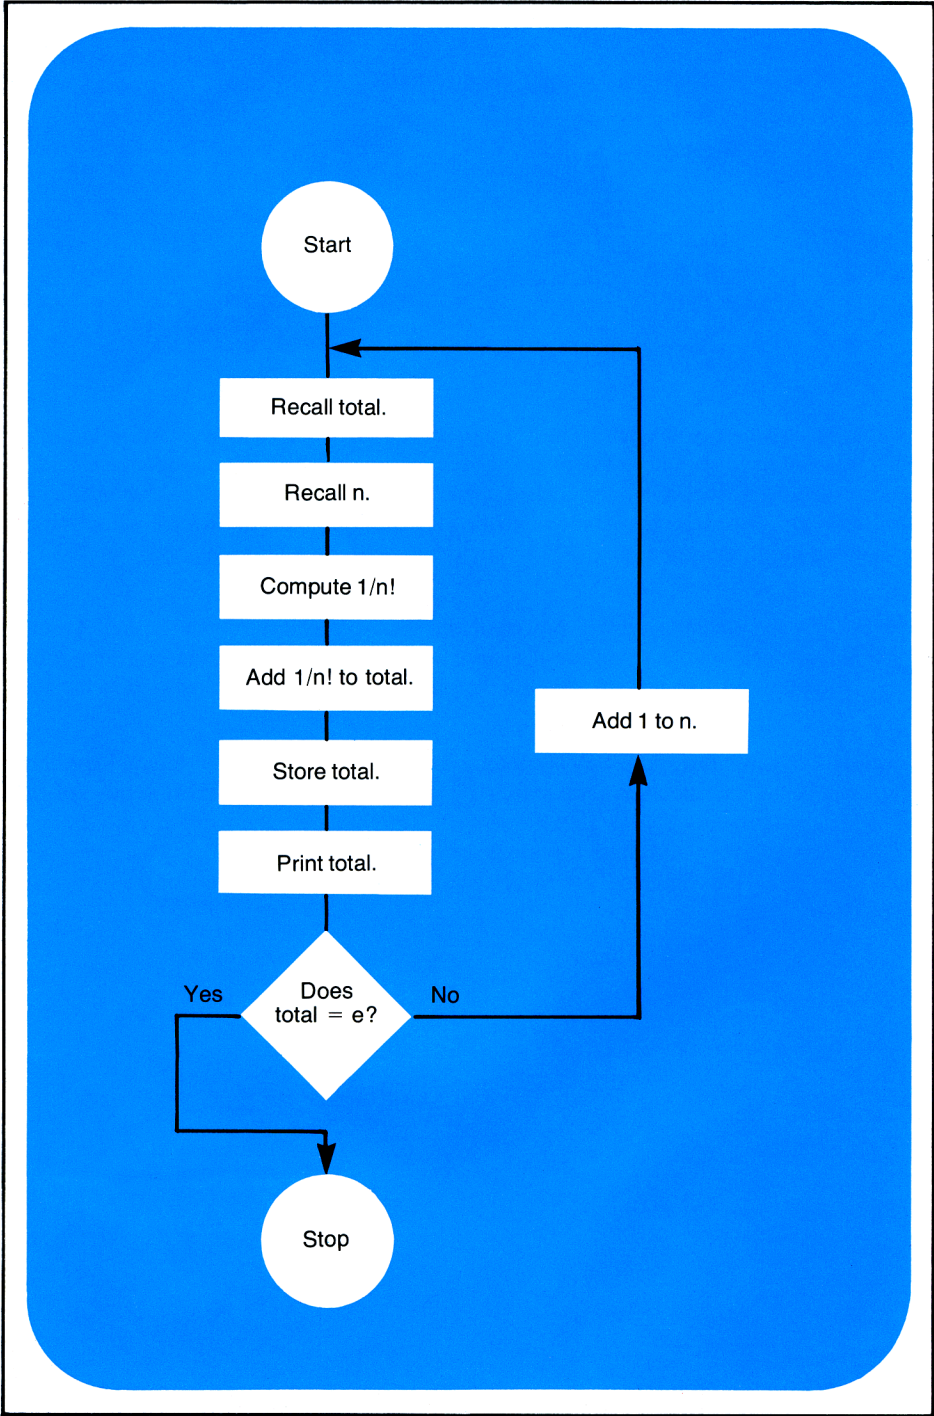 Start
Recall total.
Recall n.
Compute 1/n!
Add 1/n! to total.
Add 1 to n.
Store total.
Print total.
Does
total = e?
Yes
No
Stop